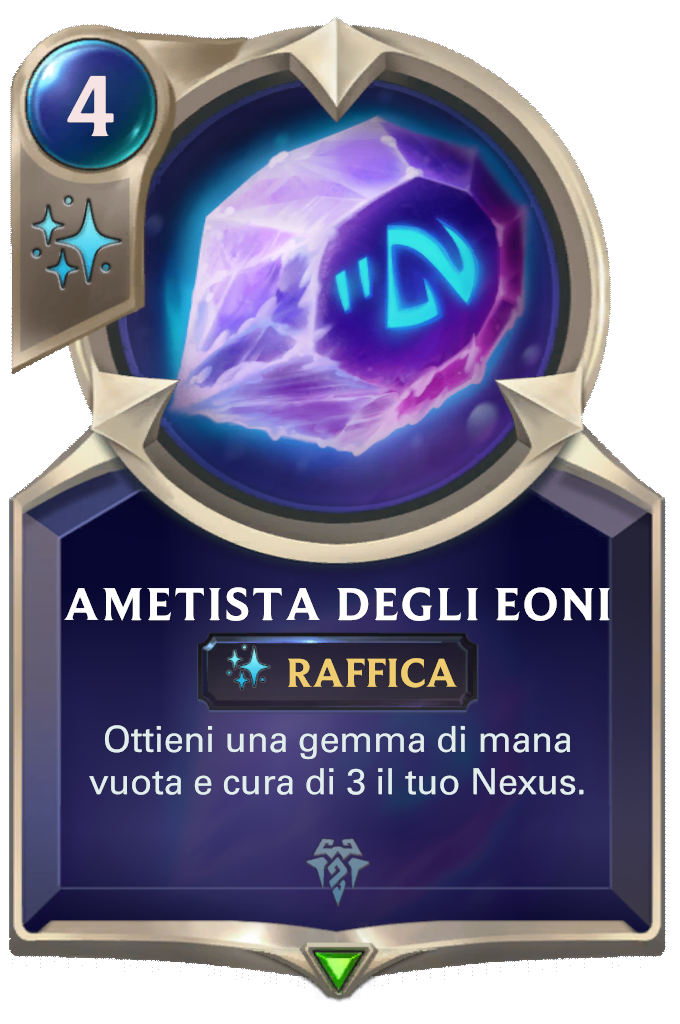 4
AMETISTA DEGLI EONI
RAFFICA
Ottieni una gemma di mana
vuota e cura di 3 il tuo Nexus.